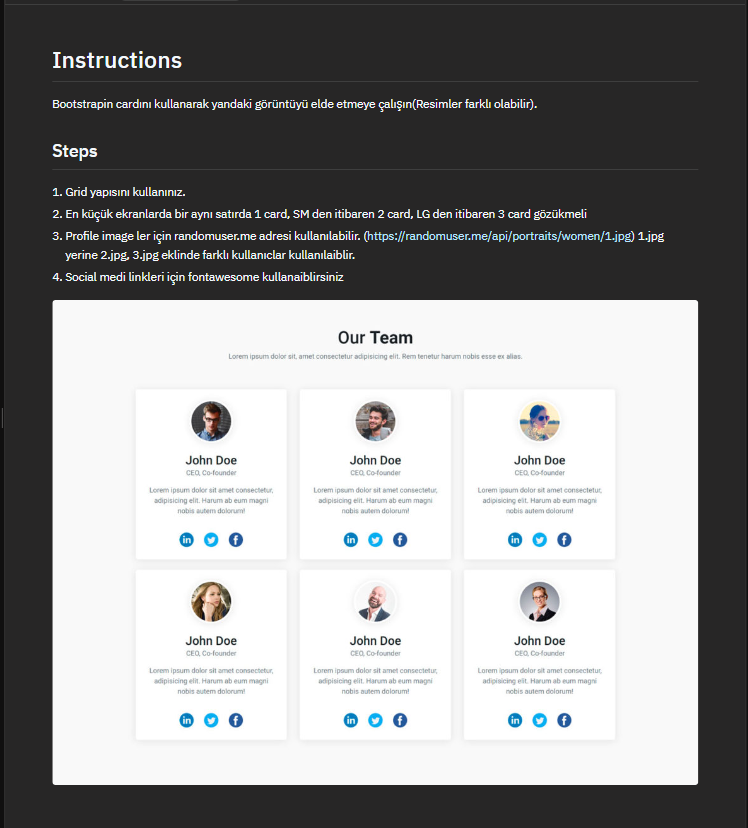 Instructions
Bootstrapin cardını kullanarak yandaki görüntüyü elde etmeye çalışın(Resimler farklı olabilir).
Steps
1. Grid yapısını kullanınız.
2. En küçük ekranlarda bir aynı satırda 1 card, SM den itibaren 2 card, LG den itibaren 3 card gözükmeli
3. Profile image ler için randomuser.me adresi kullanılabilir. (https://randomuser.me/api/portraits/women/1.jpg) 1.jpg
yerine 2.jpg, 3.jpg eklinde farklı kullanıclar kullanılaiblir.
4. Social medi linkleri için fontawesome kullanaiblirsiniz
Our Team
Lorem ipsum dolor sit, amet consectetur adipisicing elit. Rem tenetur harum nobis esse ex alias.
John Doe John Doe John Doe
CEO, Co-founder CEO, Co-founder CEO, Co-founder
Lorem ipsum dolor sit amet consectetur, Lorem ipsum dolor sit amet consectetur, Lorem ipsum dolor sit amet consectetur,
adipisicing elit. Harum ab eum magni adipisicing elit. Harum ab eum magni adipisicing elit. Harum ab eum magni
nobis autem dolorum! nobis autem dolorum! nobis autem dolorum!
in f in f in f
John Doe John Doe John Doe
CEO, Co-founder CEO, Co-founder CEO, Co-founder
Lorem ipsum dolor sit amet consectetur, Lorem ipsum dolor sit amet consectetur, Lorem ipsum dolor sit amet consectetur,
adipisicing elit. Harum ab eum magni adipisicing elit. Harum ab eum magni adipisicing elit. Harum ab eum magni
nobis autem dolorum! nobis autem dolorum! nobis autem dolorum!
in f in f in f